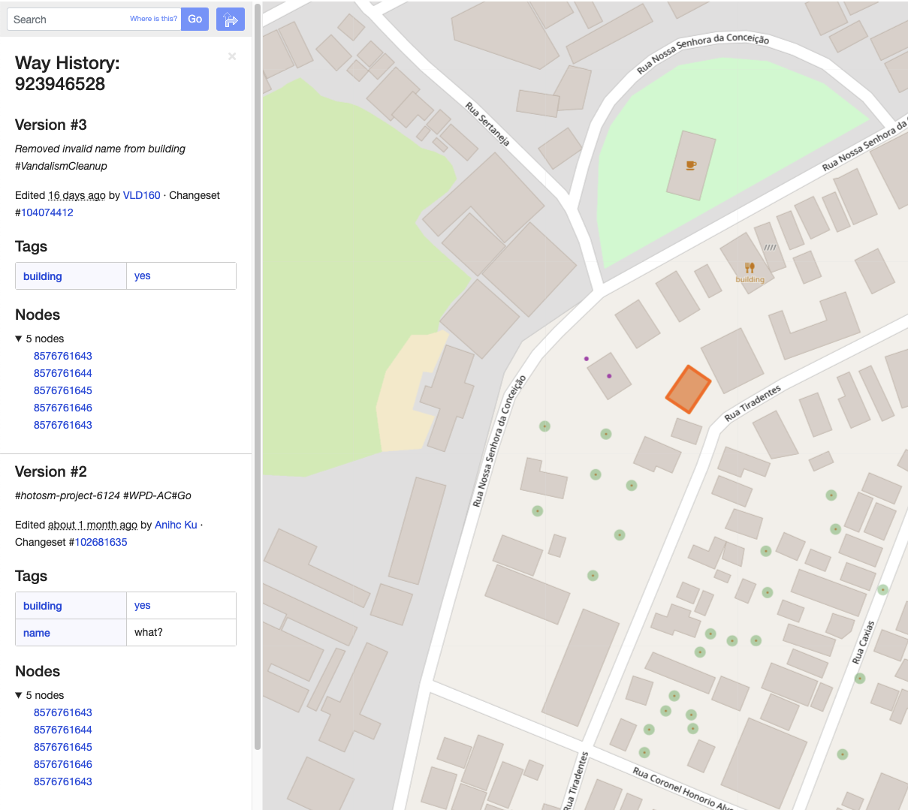 Search
Where is this?
Go
Way History:
923946528
×
Version #3
Removed invalid name from building
#VandalismCleanup
Edited 16 days ago by VLD160 · Changeset
#104074412
Tags
building yes
Nodes
▼ 5 nodes
8576761643
8576761644
8576761645
8576761646
8576761643
Version #2
#hotosm-project-6124 #WPD-AC#Go
Edited about 1 month ago by Anihc Ku ·
Changeset #102681635
Tags
building yes
name what?
Nodes
▼ 5 nodes
8576761643
8576761644
8576761645
8576761646
8576761643
Rua Nossa Senhora da Conceição
Rua Sertaneja
Rua Nossa Senhora da
building
Rua Nossa Senhora da Conceição
Rua Tiradentes
Rua Caxias
Rua Tiradentes
Rua Coronel Honorio Alv